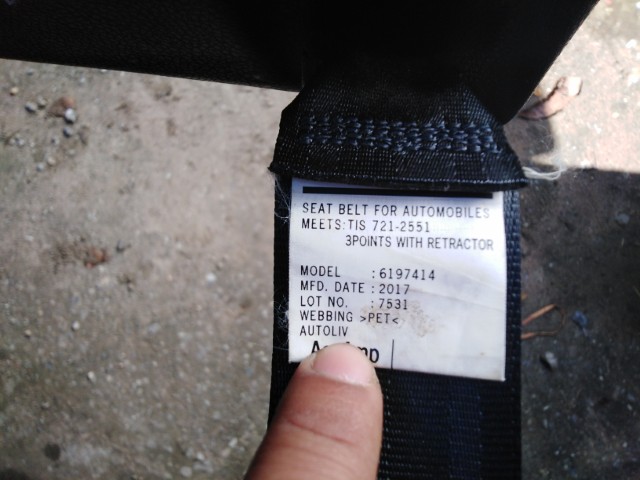 SEAT BELT FOR AUTOMOBILES
MEETS:TIS 721-2551
3POINTS WITH RETRACTOR
MODEL : 6197414
MFD. DATE : 2017
LOT NO. : 7531
WEBBING >PET<
AUTOLIV